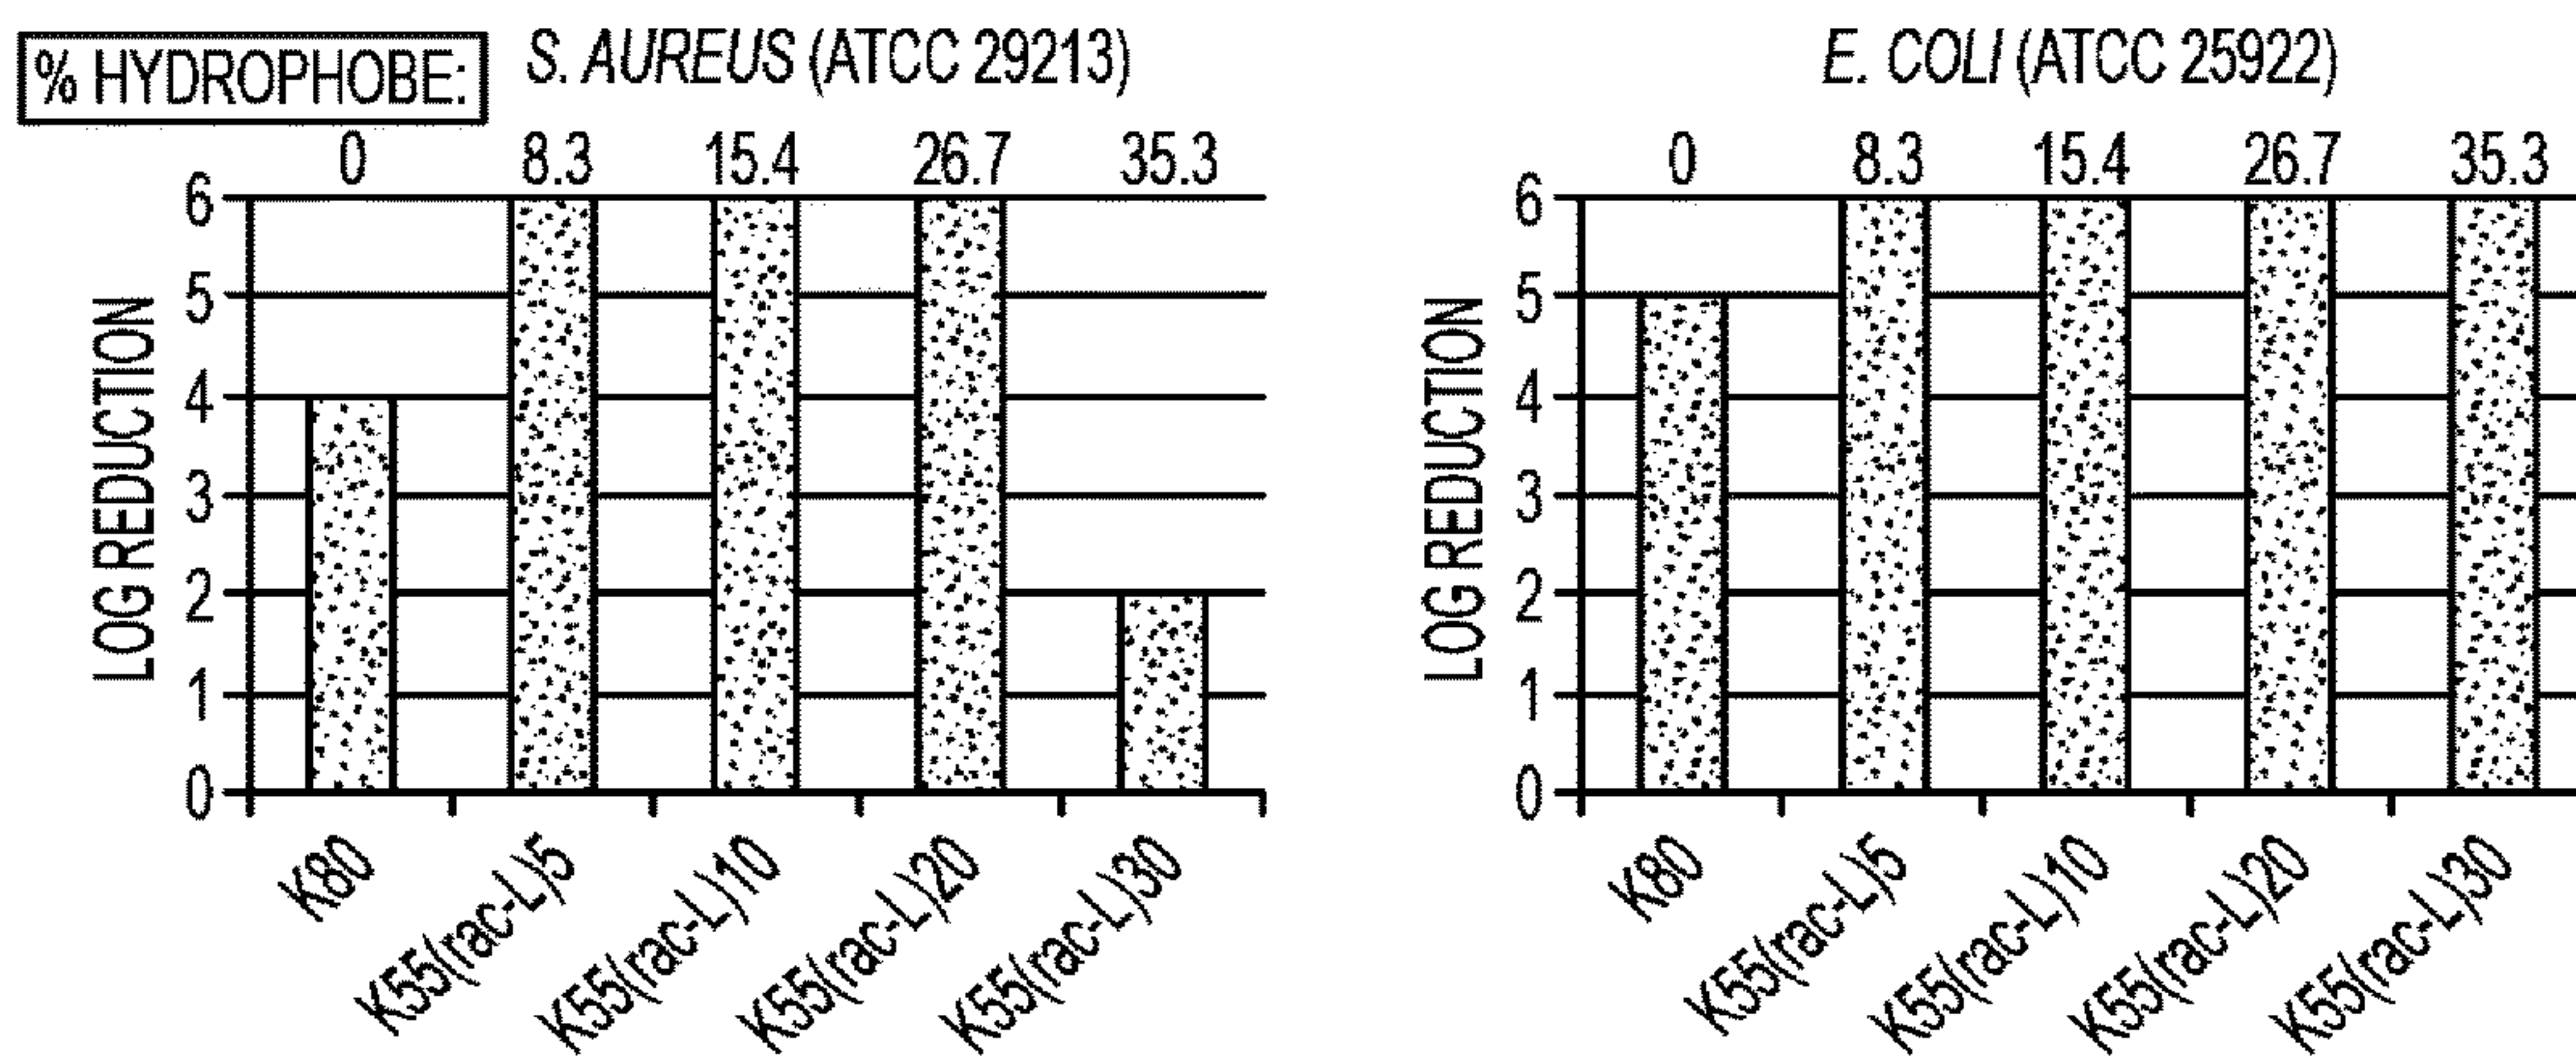 % HYDROPHOBE:
S. AUREUS (ATCC 29213)
0 8.3 15.4 26.7 35.3
6
5
4
3
2
1
0
LOG REDUCTION
K80
K55(rac-L)5
K55(rac-L)10
K55(rac-L)20
K55(rac-L)30
E. COLI (ATCC 25922)
0 8.3 15.4 26.7 35.3
6
5
4
3
2
1
0
LOG REDUCTION
K80
K55(rac-L)5
K55(rac-L)10
K55(rac-L)20
K55(rac-L)30